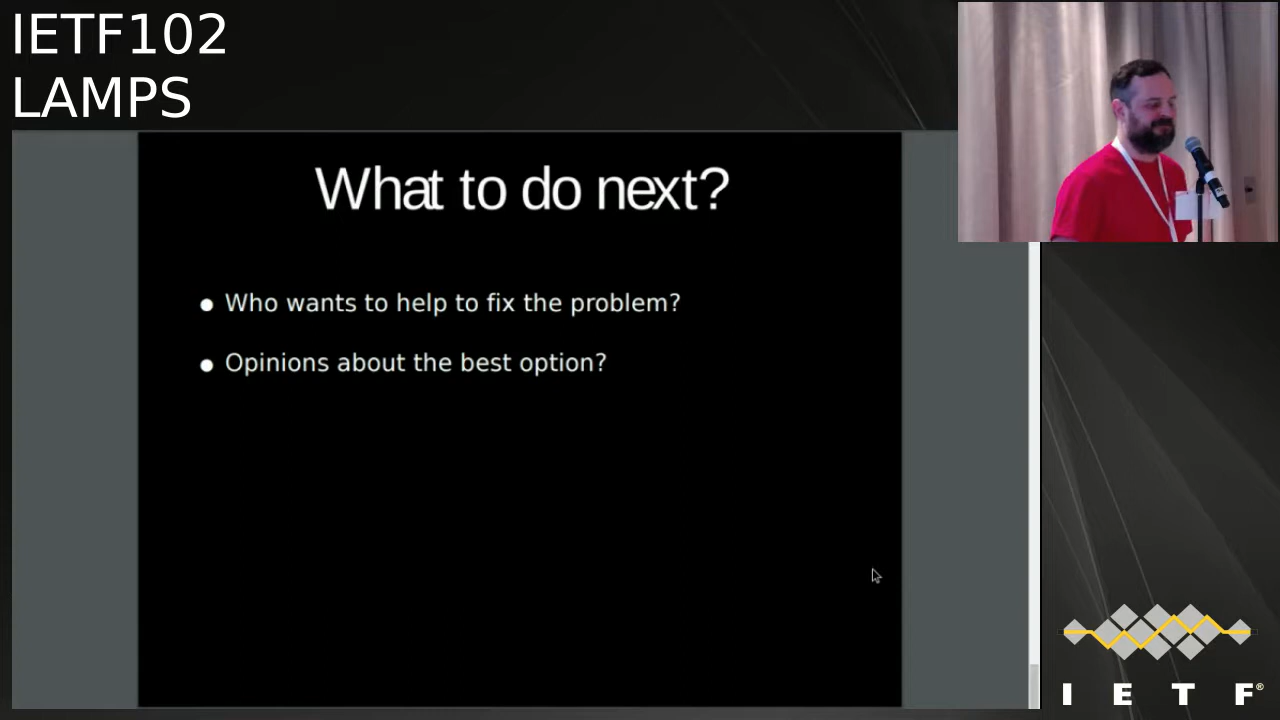 IETF102
LAMPS
What to do next?
● Who wants to help to fix the problem?
● Opinions about the best option?
I E T F®